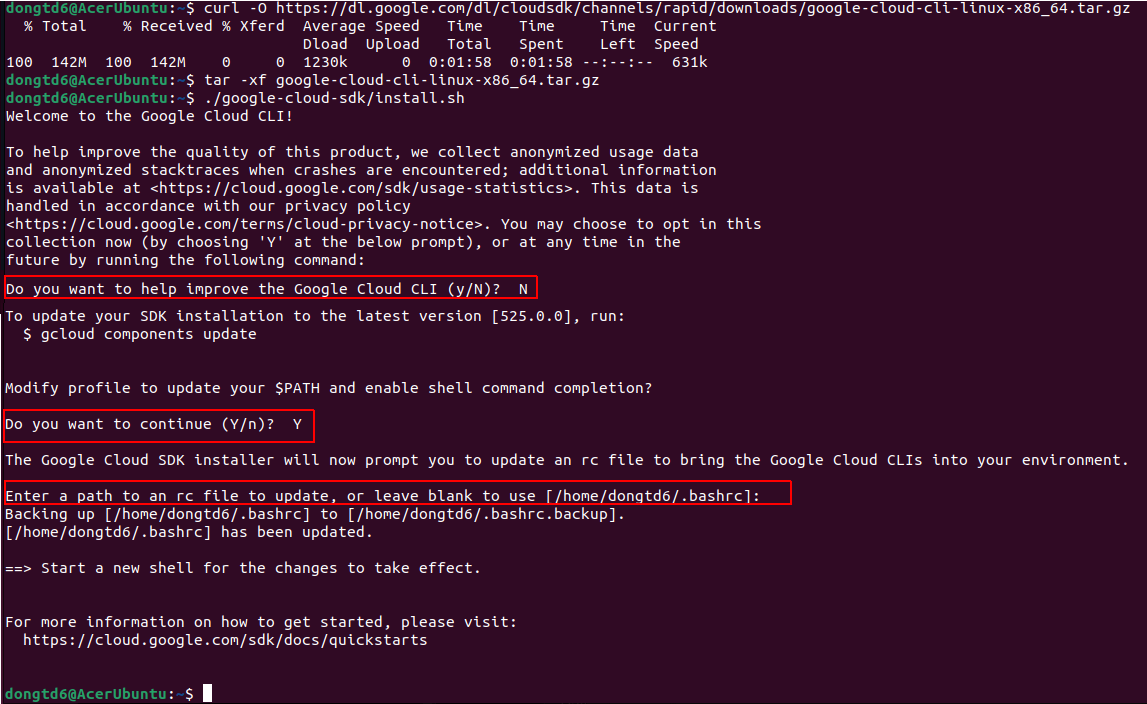 dongtd6@AcerUbuntu:~$ curl -O https://dl.google.com/dl/cloudsdk/channels/rapid/downloads/google-cloud-cli-linux-x86_64.tar.gz
  % Total    % Received % Xferd  Average Speed   Time    Time     Time  Current
                                 Dload  Upload   Total   Spent    Left  Speed
100  142M  100  142M    0     0  1230k      0  0:01:58  0:01:58 --:--:--  631k
dongtd6@AcerUbuntu:~$ tar -xf google-cloud-cli-linux-x86_64.tar.gz
dongtd6@AcerUbuntu:~$ ./google-cloud-sdk/install.sh
Welcome to the Google Cloud CLI!
To help improve the quality of this product, we collect anonymized usage data
and anonymized stacktraces when crashes are encountered; additional information
is available at <https://cloud.google.com/sdk/usage-statistics>. This data is
handled in accordance with our privacy policy
<https://cloud.google.com/terms/cloud-privacy-notice>. You may choose to opt in this
collection now (by choosing 'Y' at the below prompt), or at any time in the
future by running the following command:
Do you want to help improve the Google Cloud CLI (y/N)?  N
To update your SDK installation to the latest version [525.0.0], run:
  $ gcloud components update
Modify profile to update your $PATH and enable shell command completion?
Do you want to continue (Y/n)?  Y
The Google Cloud SDK installer will now prompt you to update an rc file to bring the Google Cloud CLIs into your environment.
Enter a path to an rc file to update, or leave blank to use [/home/dongtd6/.bashrc]:
Backing up [/home/dongtd6/.bashrc] to [/home/dongtd6/.bashrc.backup].
[/home/dongtd6/.bashrc] has been updated.
==> Start a new shell for the changes to take effect.
For more information on how to get started, please visit:
  https://cloud.google.com/sdk/docs/quickstarts
dongtd6@AcerUbuntu:~$